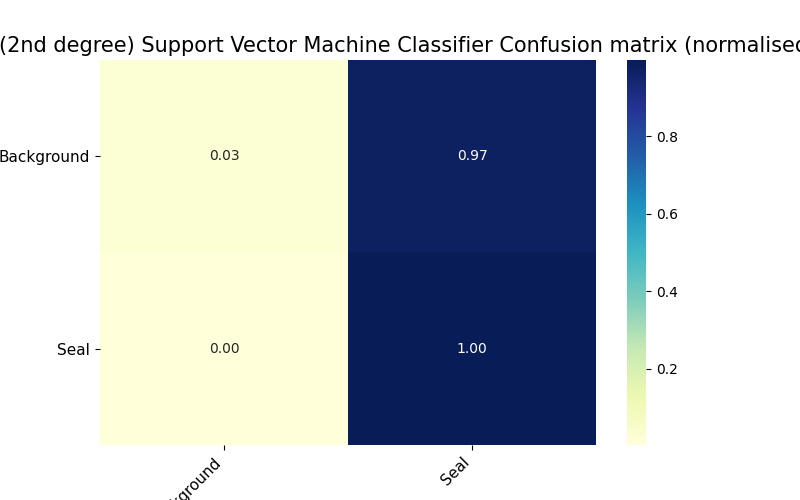 (2nd degree) Support Vector Machine Classifier Confusion matrix (normalised
Background
0.03
0.97
0.8
0.6
0.4
Seal
0.00
1.00
0.2
kground
Seal